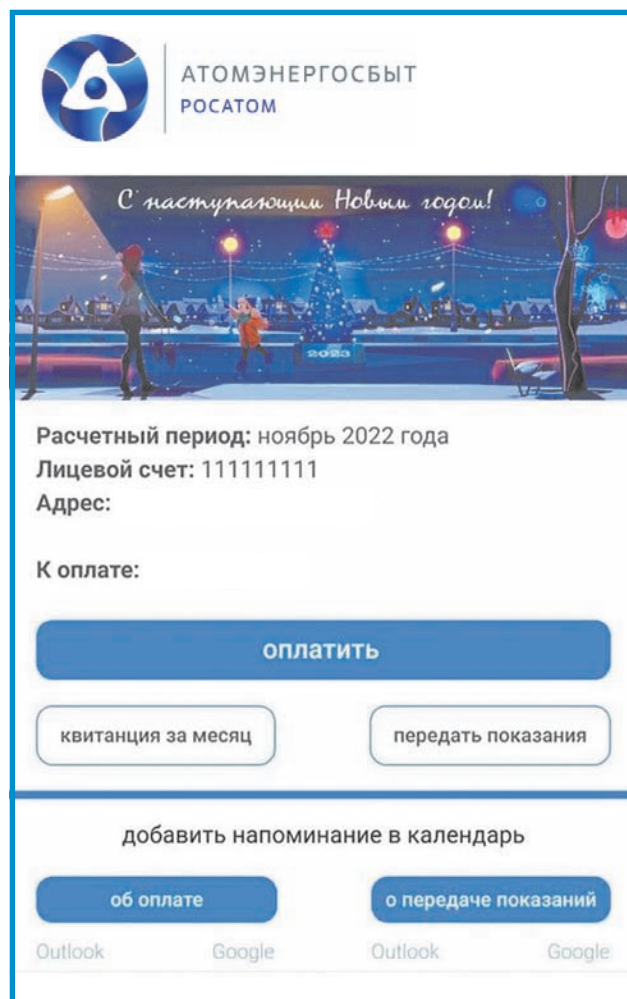 АТОМЭНЕРГОСБЫТ
РОСАТОМ
С наступающим Новым годом!
2023
Расчетный период: ноябрь 2022 года
Лицевой счет: 111111111
Адрес:
К оплате:
оплатить
квитанция за месяц передать показания
добавить напоминание в календарь
об оплате о передаче показаний
Outlook Google Outlook Google